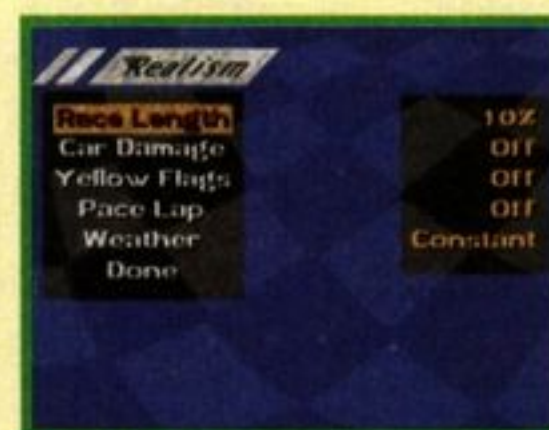 Realism
Race Length 10%
Car Damage Off
Yellow Flags Off
Pace Lap Off
Weather Constant
Done